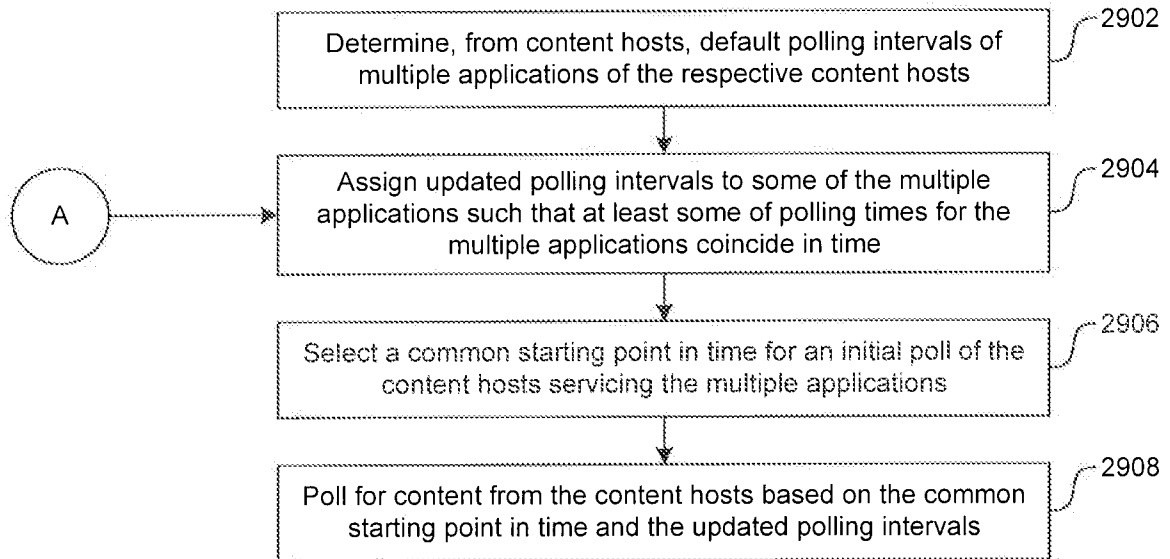 2902
Determine, from content hosts, default polling intervals of
multiple applications of the respective content hosts
2904
A
Assign updated polling intervals to some of the multiple
applications such that at least some of polling times for the
multiple applications coincide in time
2906
Select a common starting point in time for an initial poll of the
content hosts servicing the multiple applications
2908
Poll for content from the content hosts based on the common
starting point in time and the updated polling intervals